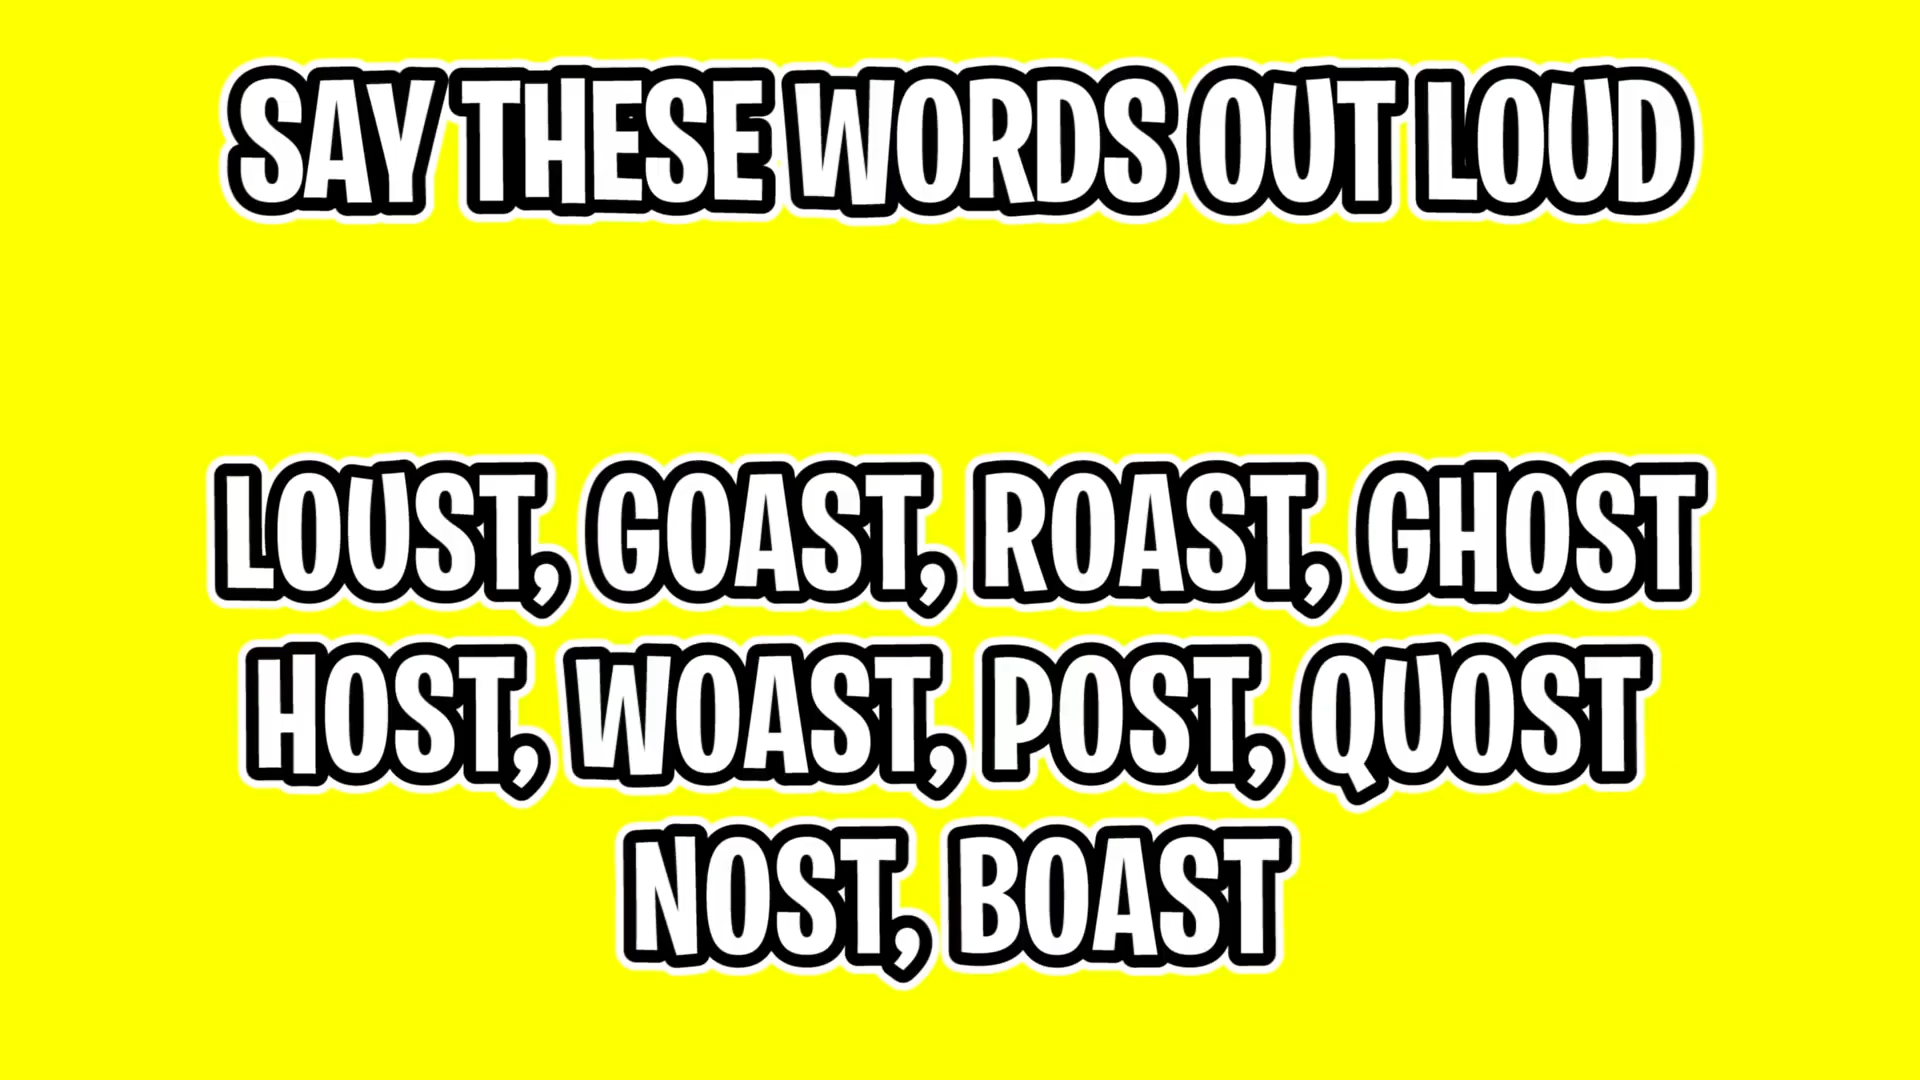 SAY THESE WORDS OUT LOUD
LOUST, GOAST, ROAST, GHOST
HOST, WOAST, POST, QUOST
NOST, BOAST